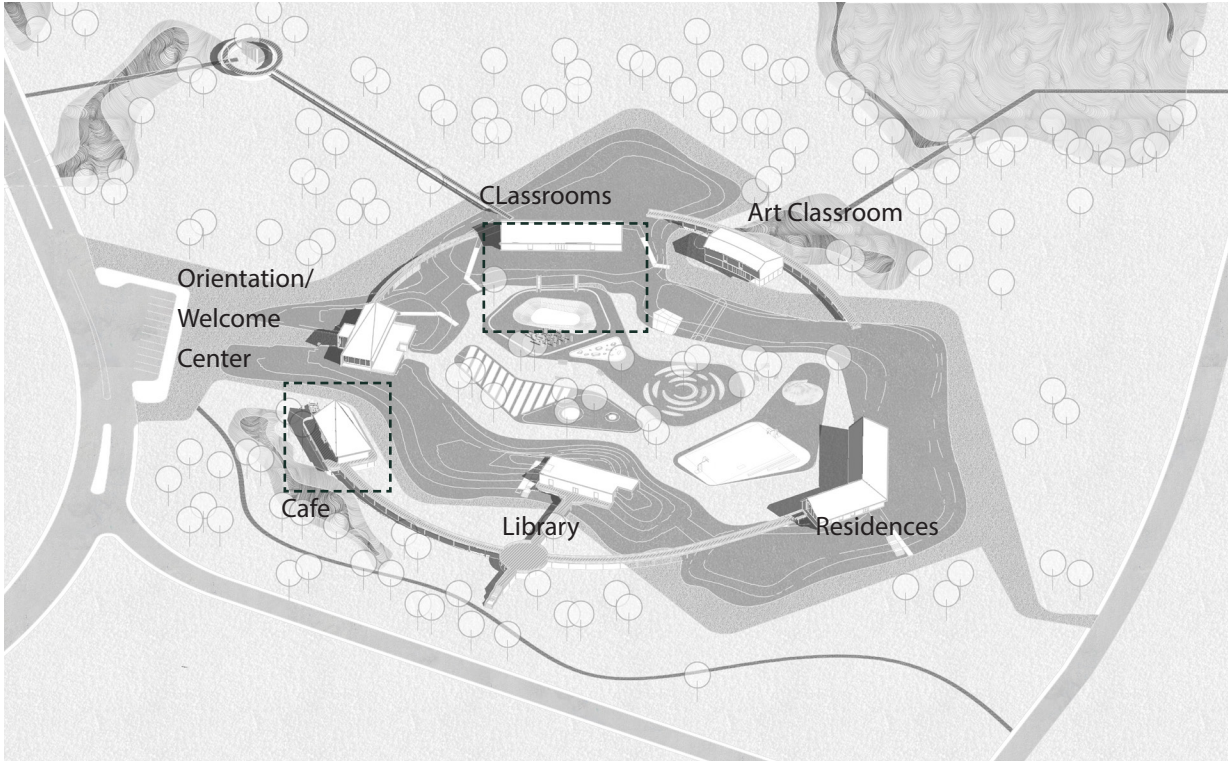 CLassrooms
Art Classroom
Orientation/
Welcome
Center
Cafe
Library
Residences